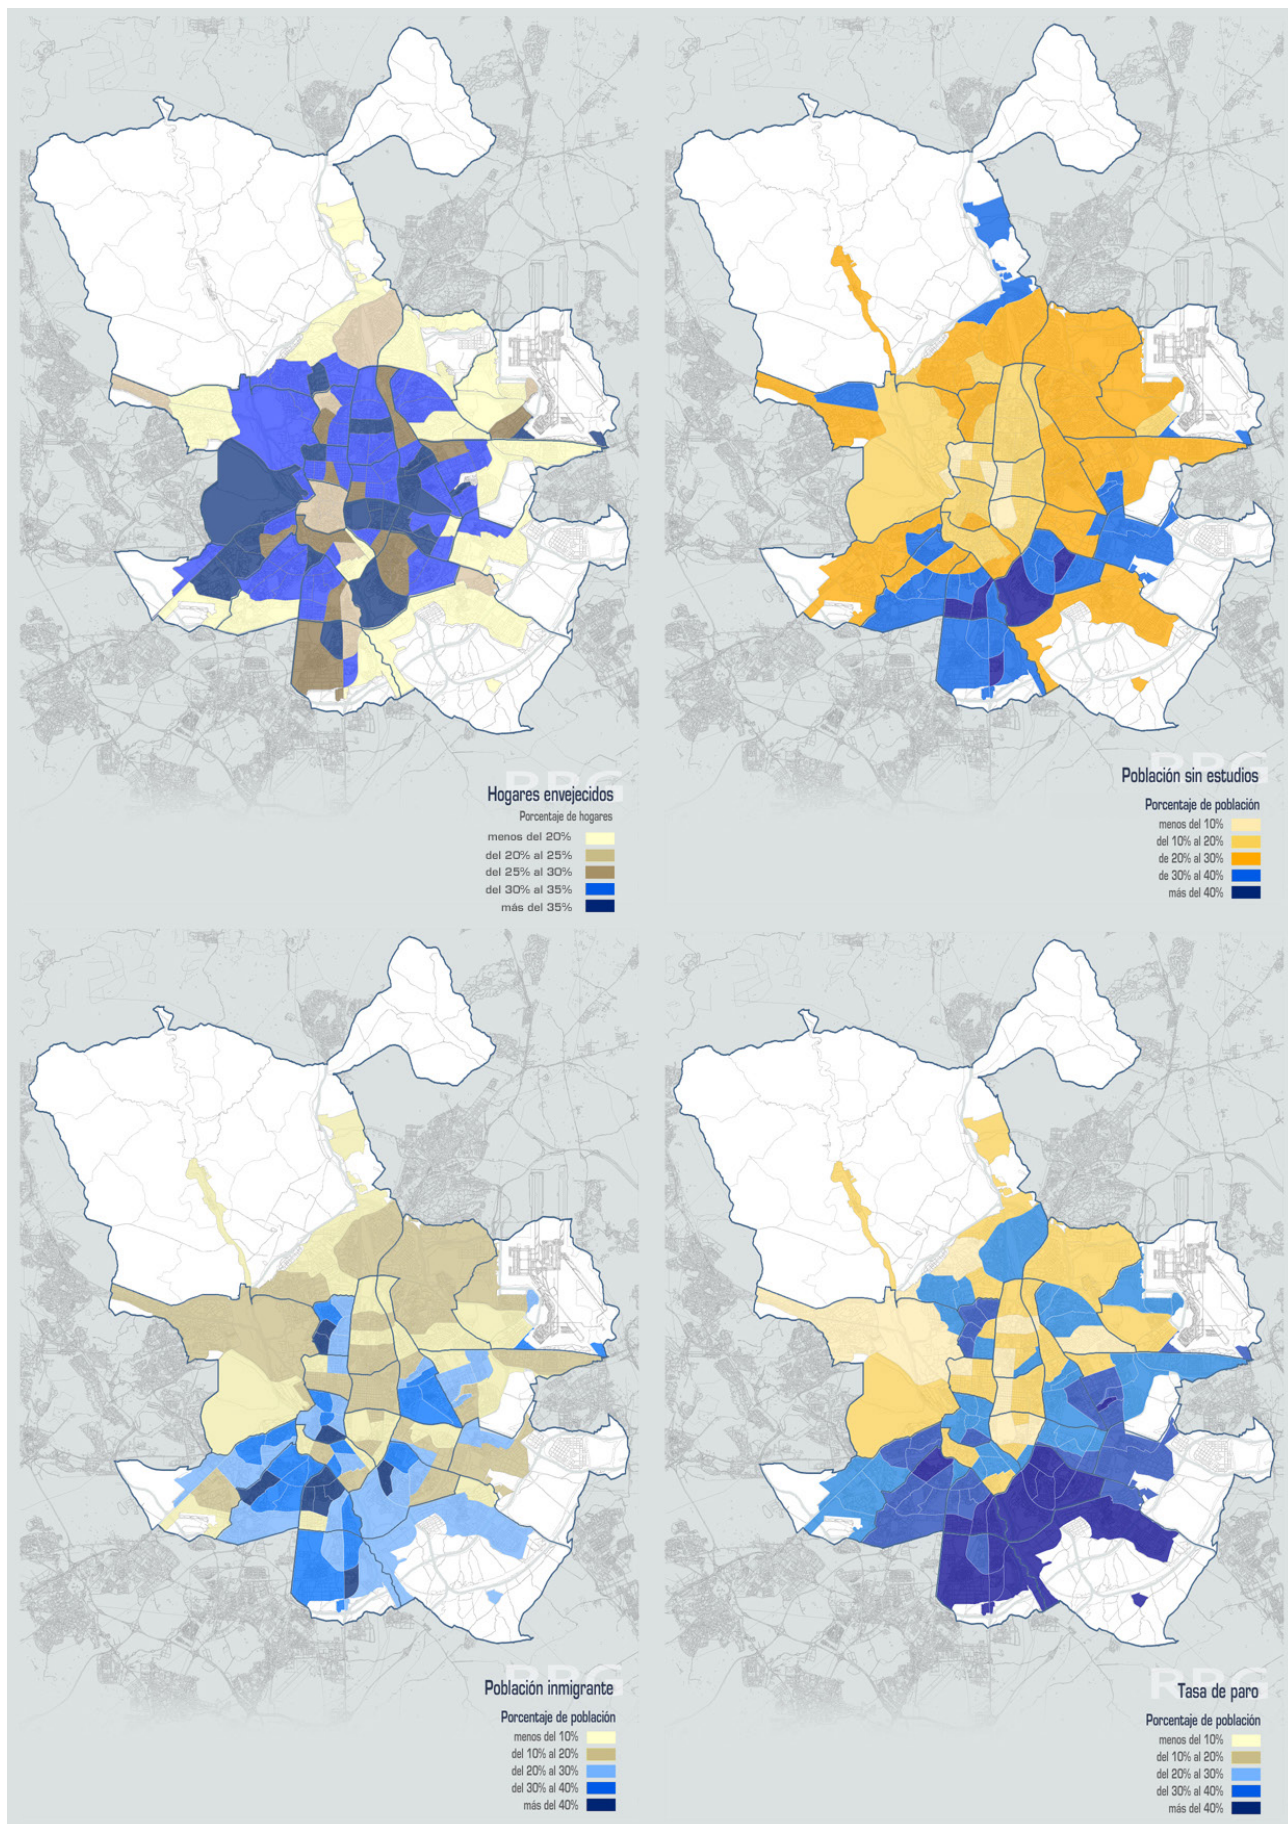 RPG
Hogares envejecidos
Porcentaje de hogares
menos del 20%
del 20% al 25%
del 25% al 30%
del 30% al 35%
más del 35%
RPG
Población sin estudios
Porcentaje de población
menos del 10%
del 10% al 20%
de 20% al 30%
de 30% al 40%
más del 40%
RPG
Población inmigrante
Porcentaje de población
menos del 10%
del 10% al 20%
del 20% al 30%
del 30% al 40%
más del 40%
RPG
Tasa de paro
Porcentaje de población
menos del 10%
del 10% al 20%
del 20% al 30%
del 30% al 40%
más del 40%